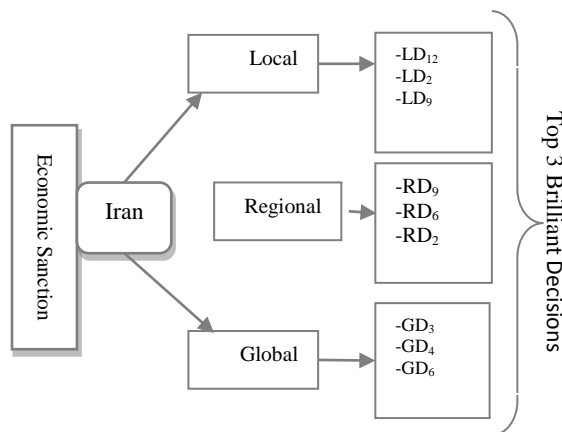 Economic Sanction
Iran
Local
-LD₁₂
-LD₂
-LD₉
Regional
-RD₉
-RD₆
-RD₂
Global
-GD₃
-GD₄
-GD₆
Top 3 Brilliant Decisions